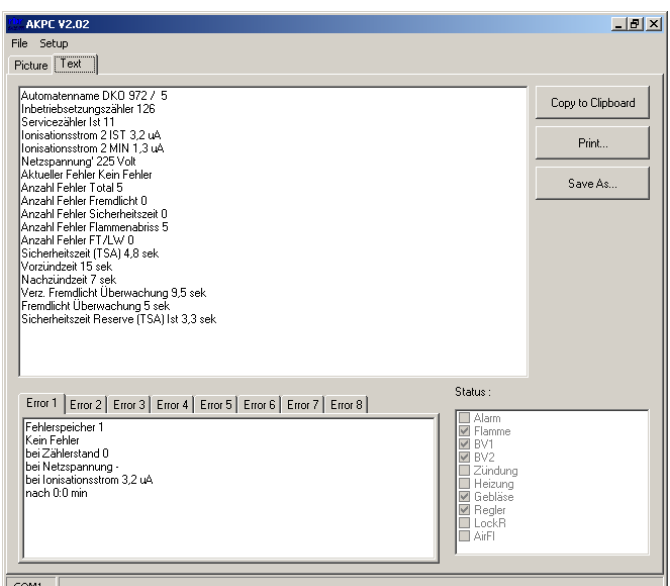 AKPC V2.02
File Setup
Picture Text
Automatenname DKO 972 / 5
Inbetriebsetzungszähler 126
Servicezähler Ist 11
Ionisationsstrom 2 IST 3,2 uA
Ionisationsstrom 2 MIN 1,3 uA
Netzspannung' 225 Volt
Aktueller Fehler Kein Fehler
Anzahl Fehler Total 5
Anzahl Fehler Fremdlicht 0
Anzahl Fehler Sicherheitszeit 0
Anzahl Fehler Flammenabriss 5
Anzahl Fehler FT/LW 0
Sicherheitszeit (TSA) 4,8 sek
Vorzündzeit 15 sek
Nachzündzeit 7 sek
Verz. Fremdlicht Überwachung 9,5 sek
Fremdlicht Überwachung 5 sek
Sicherheitszeit Reserve (TSA) Ist 3,3 sek
Copy to Clipboard
Print...
Save As...
Error 1 Error 2 Error 3 Error 4 Error 5 Error 6 Error 7 Error 8
Fehlerspeicher 1
Kein Fehler
bei Zählerstand 0
bei Netzspannung -
bei Ionisationsstrom 3,2 uA
nach 0:0 min
Status :
Alarm
Flamme
BV1
BV2
Zündung
Heizung
Gebläse
Regler
LockR
AirFl
COM1